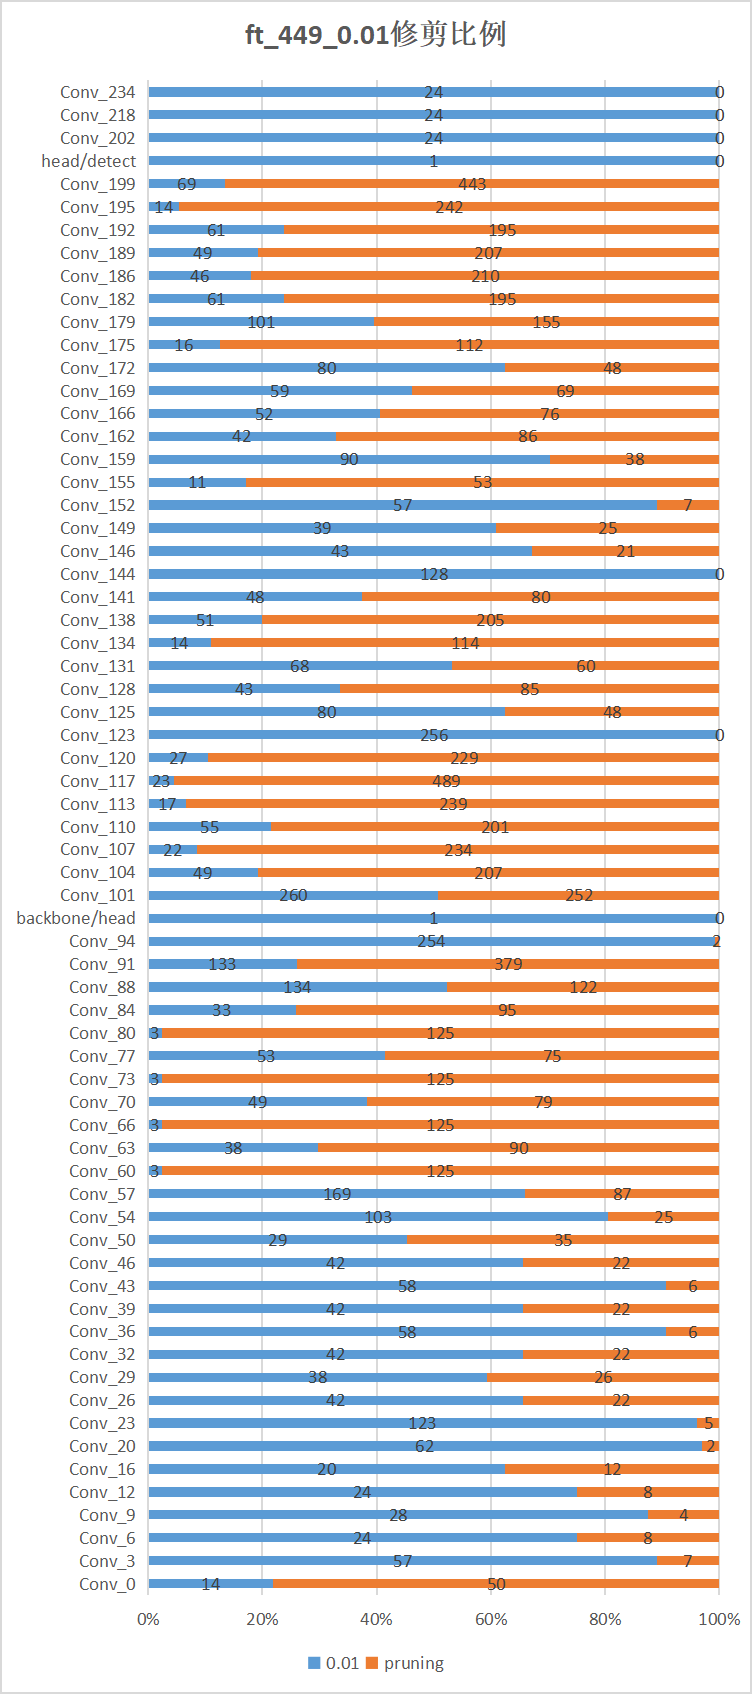 ft_449_0.01修剪比例
Conv_234 24 0
Conv_218 24 0
Conv_202 24 0
head/detect 1 0
Conv_199 69 443
Conv_195 14 242
Conv_192 61 195
Conv_189 49 207
Conv_186 46 210
Conv_182 61 195
Conv_179 101 155
Conv_175 16 112
Conv_172 80 48
Conv_169 59 69
Conv_166 52 76
Conv_162 42 86
Conv_159 90 38
Conv_155 11 53
Conv_152 57 7
Conv_149 39 25
Conv_146 43 21
Conv_144 128 0
Conv_141 48 80
Conv_138 51 205
Conv_134 14 114
Conv_131 68 60
Conv_128 43 85
Conv_125 80 48
Conv_123 256 0
Conv_120 27 229
Conv_117 23 489
Conv_113 17 239
Conv_110 55 201
Conv_107 22 234
Conv_104 49 207
Conv_101 260 252
backbone/head 1 0
Conv_94 254 2
Conv_91 133 379
Conv_88 134 122
Conv_84 33 95
Conv_80 3 125
Conv_77 53 75
Conv_73 3 125
Conv_70 49 79
Conv_66 3 125
Conv_63 38 90
Conv_60 3 125
Conv_57 169 87
Conv_54 103 25
Conv_50 29 35
Conv_46 42 22
Conv_43 58 6
Conv_39 42 22
Conv_36 58 6
Conv_32 42 22
Conv_29 38 26
Conv_26 42 22
Conv_23 123 5
Conv_20 62 2
Conv_16 20 12
Conv_12 24 8
Conv_9 28 4
Conv_6 24 8
Conv_3 57 7
Conv_0 14 50
0% 20% 40% 60% 80% 100%
0.01 pruning